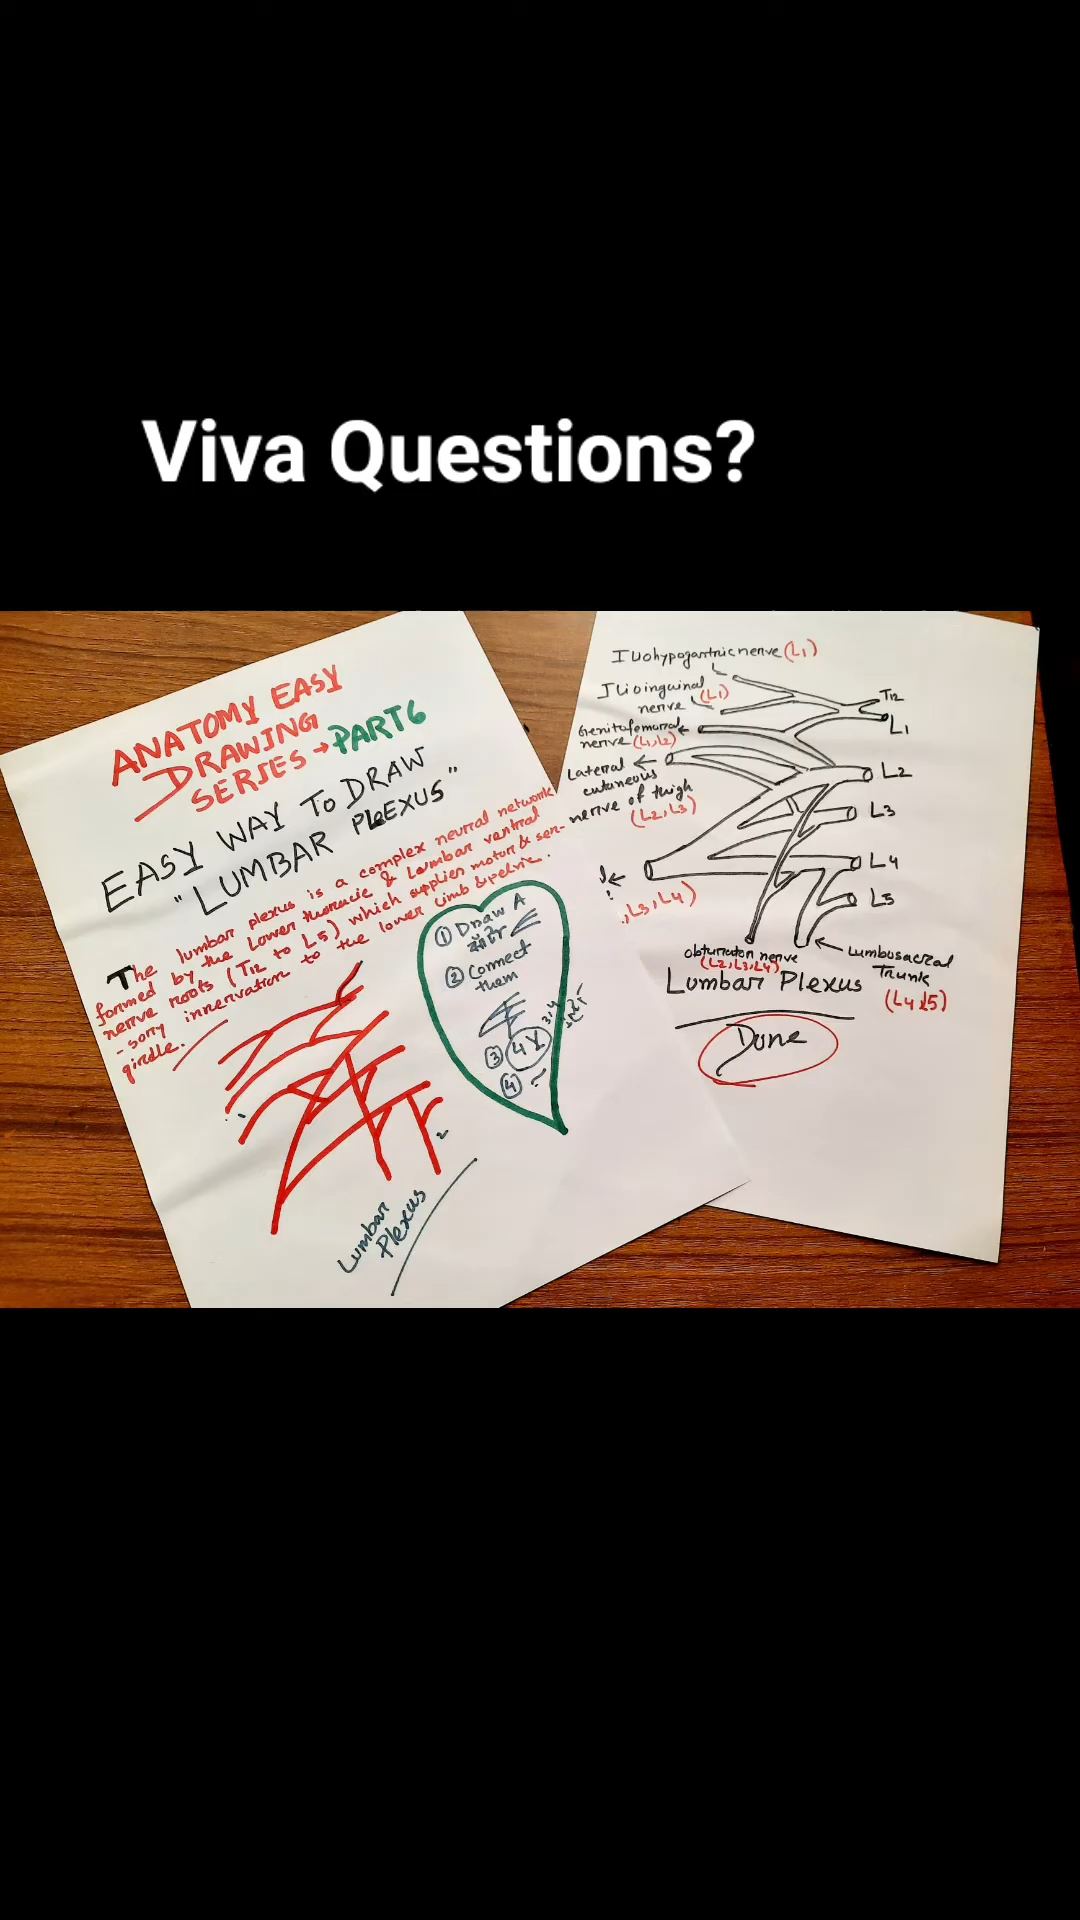 Viva Questions?
ANATOMY EASY
DRAWING
SERIES → PART 6
EASY WAY TO DRAW
"LUMBAR PLEXUS"
The lumbar plexus is a complex neural network
formed by the lower thoracic & Lumbar ventral
nerve roots (T12 to L5) which supplies motor & sen-
-sory innervation to the lower limb & pelvic
girdle.
① Draw A
② Connect
them
③ 4Y
④
Lumbar
Plexus
Iliohypogastric nerve (L1)
Ilioinguinal (L1)
nerve
Genitofemoral
nerve (L1, L2)
Lateral
cutaneous
nerve of thigh
(L2, L3)
, L3, L4)
T12
L1
L2
L3
L4
L5
obturator nerve
(L2, L3, L4)
Lumbosacral
Trunk
(L4, L5)
Lumbar Plexus
Done